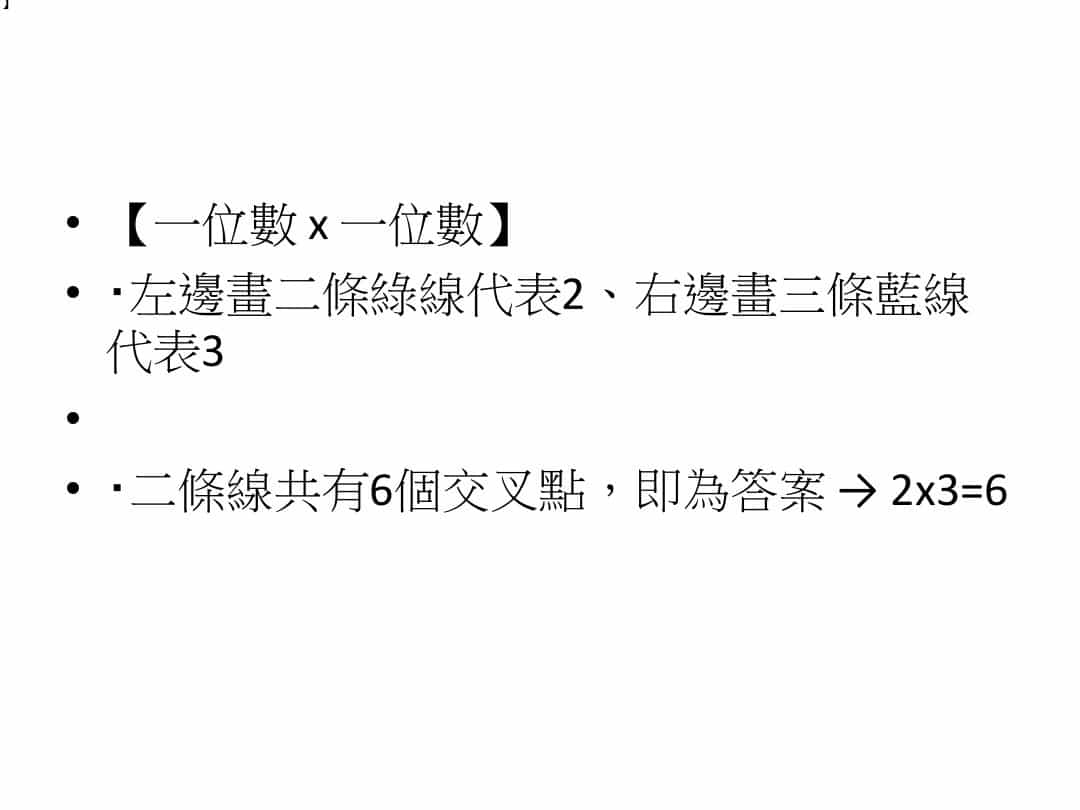 】
• 【一位數 x 一位數】
• ‧左邊畫二條綠線代表2、右邊畫三條藍線
代表3
•
• ‧二條線共有6個交叉點，即為答案 → 2x3=6